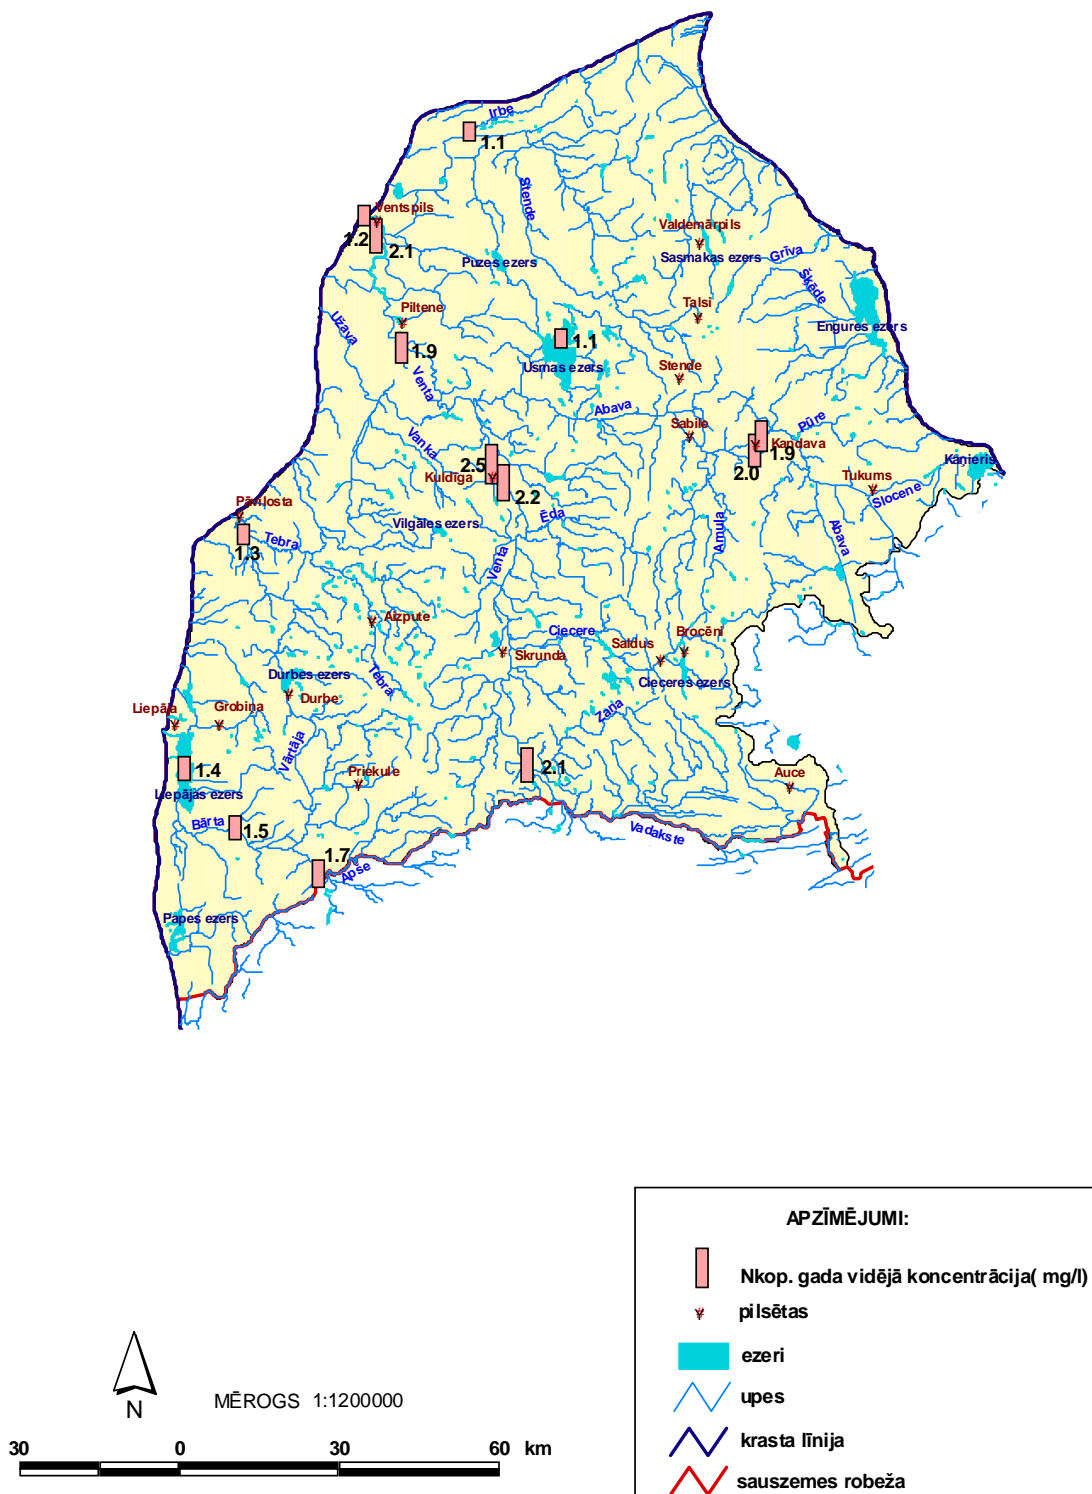 Irbe
1.1
Stende
Ventspils
1.2
2.1
Valdemārpils
Sasmakas ezers
Grīva
Puzes ezers
Šķēde
Talsi
Piltene
Užava
1.9
1.1
Engures ezers
Usmas ezers
Stende
Venta
Abava
Sabile
Pūre
Kandava
1.9
2.0
Vanka
2.5
Kuldīga
2.2
Ēda
Kaņieris
Tukums
Slocene
Pāvilosta
Tebra
1.3
Vilgāles ezers
Venta
Amula
Abava
Aizpute
Ciecere
Saldus
Brocēni
Skrunda
Cieceres ezers
Durbes ezers
Tebra
Durbe
Zaņa
Liepāja
Grobiņa
Vārtāja
1.4
Priekule
2.1
Auce
Liepājas ezers
Bārta
1.5
Vadakste
1.7
Apše
Papes ezers
APZĪMĒJUMI:
Nkop. gada vidējā koncentrācija( mg/l)
pilsētas
ezeri
upes
krasta līnija
sauszemes robeža
N
MĒROGS 1:1200000
30 0 30 60 km